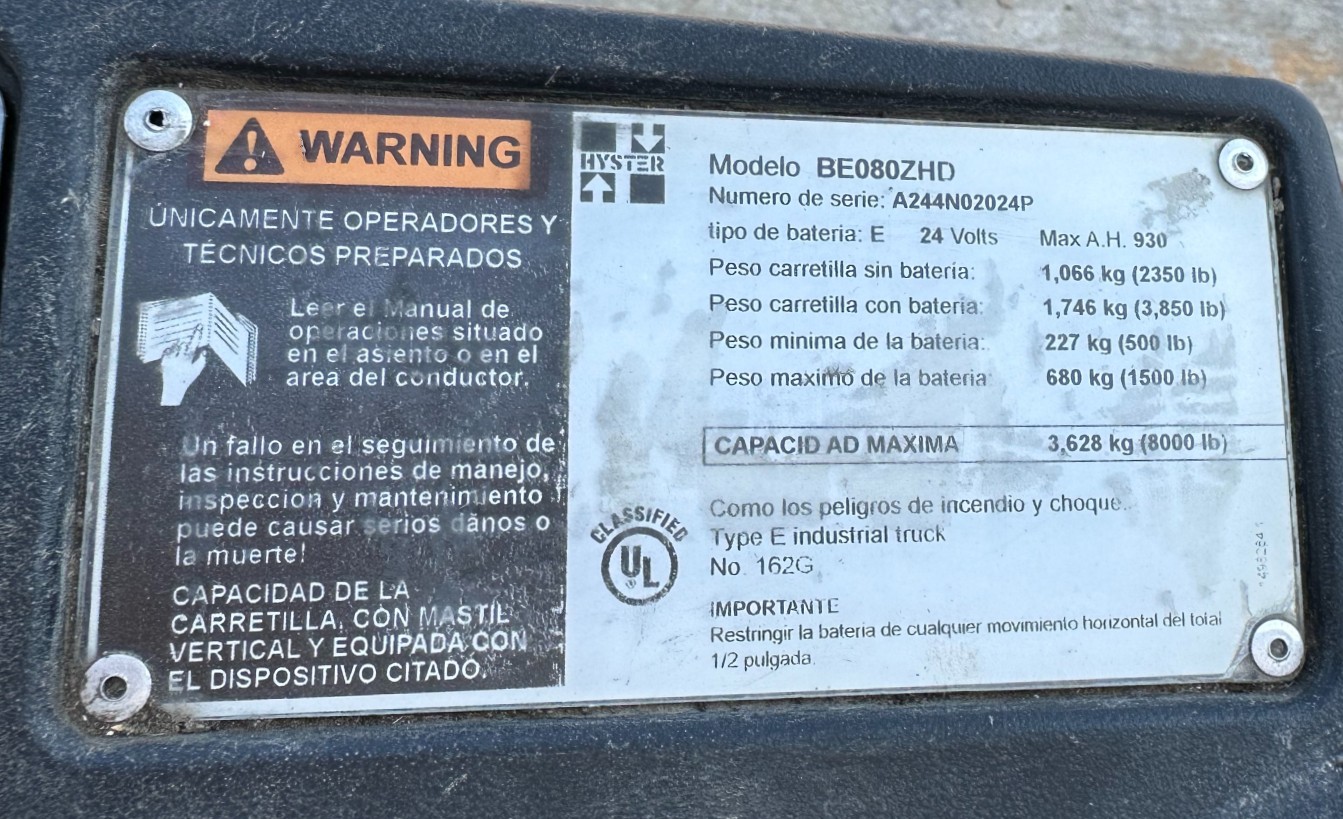 WARNING
ÚNICAMENTE OPERADORES Y
TÉCNICOS PREPARADOS
Leer el Manual de
operaciones situado
en el asiento o en el
area del conductor.
Un fallo en el seguimiento de
las instrucciones de manejo,
inspeccion y mantenimiento
puede causar serios dãnos o
la muerte!
CAPACIDAD DE LA
CARRETILLA, CON MASTIL
VERTICAL Y EQUIPADA CON
EL DISPOSITIVO CITADO.
HYSTER
Modelo BE080ZHD
Numero de serie: A244N02024P
tipo de bateria: E 24 Volts Max A.H. 930
Peso carretilla sin batería: 1,066 kg (2350 lb)
Peso carretilla con bateria: 1,746 kg (3,850 lb)
Peso minima de la bateria: 227 kg (500 lb)
Peso maximo de la bateria 680 kg (1500 lb)
CAPACID AD MAXIMA 3,628 kg (8000 lb)
Como los peligros de incendio y choque.
Type E industrial truck
No. 162G
CLASSIFIED
UL
IMPORTANTE
Restringir la bateria de cualquier movimiento horizontal del total
1/2 pulgada.